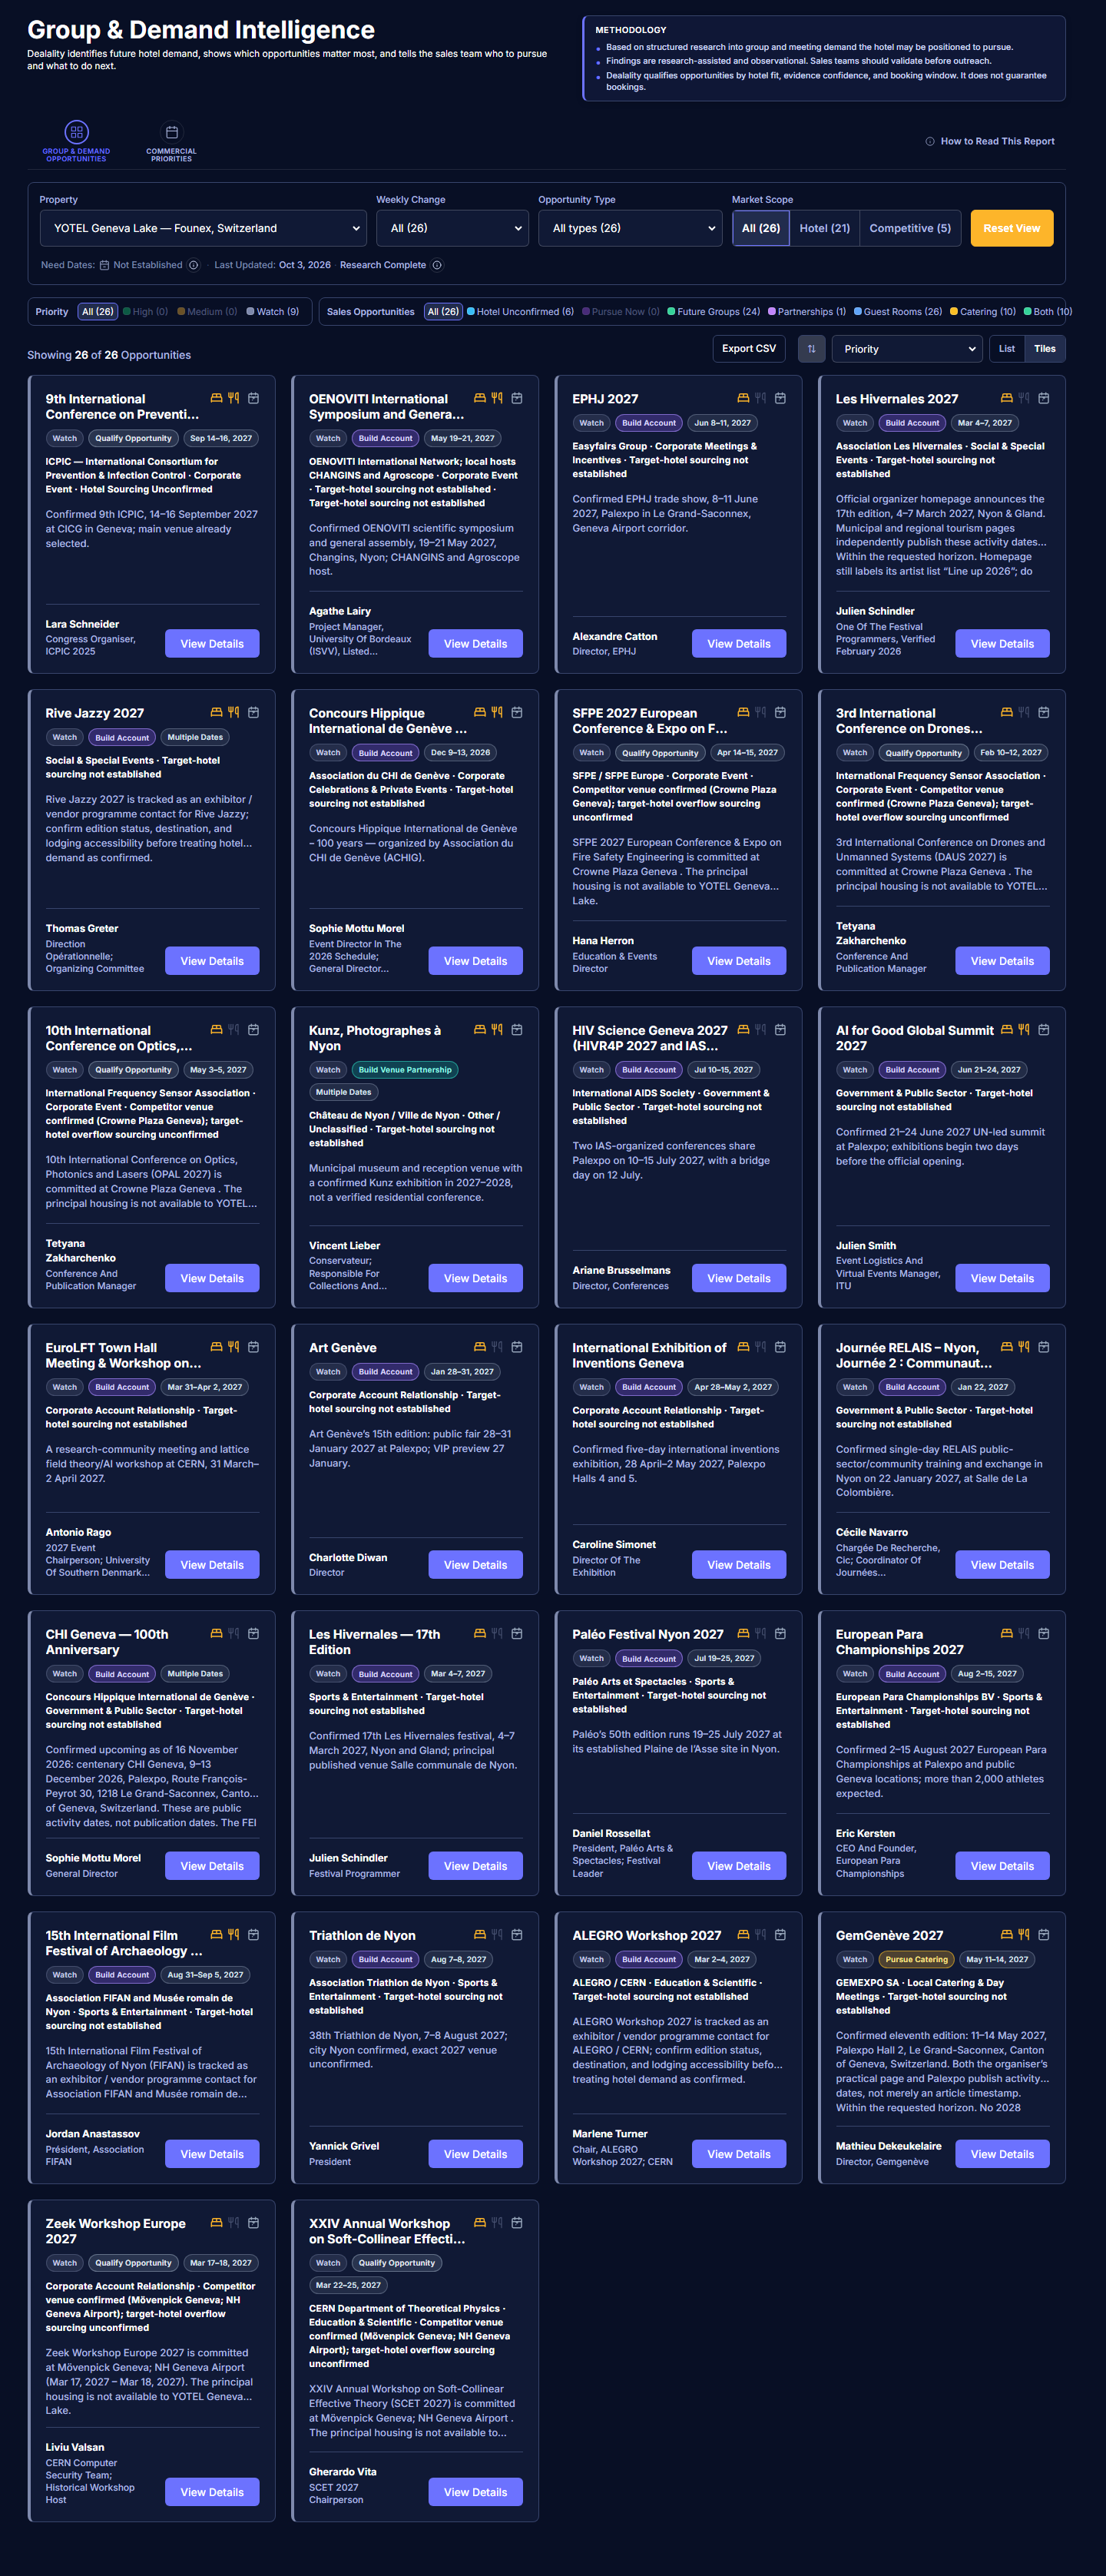 Group & Demand Intelligence
Dealality identifies future hotel demand, shows which opportunities matter most, and tells the sales team who to pursue
and what to do next.
METHODOLOGY
Based on structured research into group and meeting demand the hotel may be positioned to pursue.
Findings are research-assisted and observational. Sales teams should validate before outreach.
Dealality qualifies opportunities by hotel fit, evidence confidence, and booking window. It does not guarantee
bookings.
GROUP & DEMAND
OPPORTUNITIES
COMMERCIAL
PRIORITIES
How to Read This Report
Property
Weekly Change
Opportunity Type
Market Scope
YOTEL Geneva Lake — Founex, Switzerland
All (26)
All types (26)
All (26)
Hotel (21)
Competitive (5)
Reset View
Need Dates: Not Established · Last Updated: Oct 3, 2026 · Research Complete
Priority All (26) High (0) Medium (0) Watch (9)
Sales Opportunities All (26) Hotel Unconfirmed (6) Pursue Now (0) Future Groups (24) Partnerships (1) Guest Rooms (26) Catering (10) Both (10)
Showing 26 of 26 Opportunities
Export CSV
Priority
List
Tiles
9th International
Conference on Preventi...
Watch Qualify Opportunity Sep 14–16, 2027
ICPIC — International Consortium for
Prevention & Infection Control · Corporate
Event · Hotel Sourcing Unconfirmed
Confirmed 9th ICPIC, 14–16 September 2027
at CICG in Geneva; main venue already
selected.
Lara Schneider
Congress Organiser,
ICPIC 2025
View Details
OENOVITI International
Symposium and Genera...
Watch Build Account May 19–21, 2027
OENOVITI International Network; local hosts
CHANGINS and Agroscope · Corporate Event
· Target-hotel sourcing not established ·
Target-hotel sourcing not established
Confirmed OENOVITI scientific symposium
and general assembly, 19–21 May 2027,
Changins, Nyon; CHANGINS and Agroscope
host.
Agathe Lairy
Project Manager,
University Of Bordeaux
(ISVV), Listed...
View Details
EPHJ 2027
Watch Build Account Jun 8–11, 2027
Easyfairs Group · Corporate Meetings &
Incentives · Target-hotel sourcing not
established
Confirmed EPHJ trade show, 8–11 June
2027, Palexpo in Le Grand-Saconnex,
Geneva Airport corridor.
Alexandre Catton
Director, EPHJ
View Details
Les Hivernales 2027
Watch Build Account Mar 4–7, 2027
Association Les Hivernales · Social & Special
Events · Target-hotel sourcing not
established
Official organizer homepage announces the
17th edition, 4–7 March 2027, Nyon & Gland.
Municipal and regional tourism pages
independently publish these activity dates...
Within the requested horizon. Homepage
still labels its artist list “Line up 2026”; do
Julien Schindler
One Of The Festival
Programmers, Verified
February 2026
View Details
Rive Jazzy 2027
Watch Build Account Multiple Dates
Social & Special Events · Target-hotel
sourcing not established
Rive Jazzy 2027 is tracked as an exhibitor /
vendor programme contact for Rive Jazzy;
confirm edition status, destination, and
lodging accessibility before treating hotel...
demand as confirmed.
Thomas Greter
Direction
Opérationnelle;
Organizing Committee
View Details
Concours Hippique
International de Genève ...
Watch Build Account Dec 9–13, 2026
Association du CHI de Genève · Corporate
Celebrations & Private Events · Target-hotel
sourcing not established
Concours Hippique International de Genève
– 100 years — organized by Association du
CHI de Genève (ACHIG).
Sophie Mottu Morel
Event Director In The
2026 Schedule;
General Director...
View Details
SFPE 2027 European
Conference & Expo on F...
Watch Qualify Opportunity Apr 14–15, 2027
SFPE / SFPE Europe · Corporate Event ·
Competitor venue confirmed (Crowne Plaza
Geneva); target-hotel overflow sourcing
unconfirmed
SFPE 2027 European Conference & Expo on
Fire Safety Engineering is committed at
Crowne Plaza Geneva . The principal
housing is not available to YOTEL Geneva...
Lake.
Hana Herron
Education & Events
Director
View Details
3rd International
Conference on Drones...
Watch Qualify Opportunity Feb 10–12, 2027
International Frequency Sensor Association ·
Corporate Event · Competitor venue
confirmed (Crowne Plaza Geneva); target-
hotel overflow sourcing unconfirmed
3rd International Conference on Drones and
Unmanned Systems (DAUS 2027) is
committed at Crowne Plaza Geneva . The
principal housing is not available to YOTEL...
Tetyana
Zakharchenko
Conference And
Publication Manager
View Details
10th International
Conference on Optics,...
Watch Qualify Opportunity May 3–5, 2027
International Frequency Sensor Association ·
Corporate Event · Competitor venue
confirmed (Crowne Plaza Geneva); target-
hotel overflow sourcing unconfirmed
10th International Conference on Optics,
Photonics and Lasers (OPAL 2027) is
committed at Crowne Plaza Geneva . The
principal housing is not available to YOTEL...
Tetyana
Zakharchenko
Conference And
Publication Manager
View Details
Kunz, Photographes à
Nyon
Watch Build Venue Partnership
Multiple Dates
Château de Nyon / Ville de Nyon · Other /
Unclassified · Target-hotel sourcing not
established
Municipal museum and reception venue with
a confirmed Kunz exhibition in 2027–2028,
not a verified residential conference.
Vincent Lieber
Conservateur;
Responsible For
Collections And...
View Details
HIV Science Geneva 2027
(HIVR4P 2027 and IAS...
Watch Build Account Jul 10–15, 2027
International AIDS Society · Government &
Public Sector · Target-hotel sourcing not
established
Two IAS-organized conferences share
Palexpo on 10–15 July 2027, with a bridge
day on 12 July.
Ariane Brusselmans
Director, Conferences
View Details
AI for Good Global Summit
2027
Watch Build Account Jun 21–24, 2027
Government & Public Sector · Target-hotel
sourcing not established
Confirmed 21–24 June 2027 UN-led summit
at Palexpo; exhibitions begin two days
before the official opening.
Julien Smith
Event Logistics And
Virtual Events Manager,
ITU
View Details
EuroLFT Town Hall
Meeting & Workshop on...
Watch Build Account Mar 31–Apr 2, 2027
Corporate Account Relationship · Target-
hotel sourcing not established
A research-community meeting and lattice
field theory/AI workshop at CERN, 31 March–
2 April 2027.
Antonio Rago
2027 Event
Chairperson; University
Of Southern Denmark...
View Details
Art Genève
Watch Build Account Jan 28–31, 2027
Corporate Account Relationship · Target-
hotel sourcing not established
Art Genève’s 15th edition: public fair 28–31
January 2027 at Palexpo; VIP preview 27
January.
Charlotte Diwan
Director
View Details
International Exhibition of
Inventions Geneva
Watch Build Account Apr 28–May 2, 2027
Corporate Account Relationship · Target-
hotel sourcing not established
Confirmed five-day international inventions
exhibition, 28 April–2 May 2027, Palexpo
Halls 4 and 5.
Caroline Simonet
Director Of The
Exhibition
View Details
Journée RELAIS – Nyon,
Journée 2 : Communaut...
Watch Build Account Jan 22, 2027
Government & Public Sector · Target-hotel
sourcing not established
Confirmed single-day RELAIS public-
sector/community training and exchange in
Nyon on 22 January 2027, at Salle de La
Colombière.
Cécile Navarro
Chargée De Recherche,
Cic; Coordinator Of
Journées...
View Details
CHI Geneva — 100th
Anniversary
Watch Build Account Multiple Dates
Concours Hippique International de Genève ·
Government & Public Sector · Target-hotel
sourcing not established
Confirmed upcoming as of 16 November
2026: centenary CHI Geneva, 9–13
December 2026, Palexpo, Route François-
Peyrot 30, 1218 Le Grand-Saconnex, Canto...
of Geneva, Switzerland. These are public
activity dates, not publication dates. The FEI
Sophie Mottu Morel
General Director
View Details
Les Hivernales — 17th
Edition
Watch Build Account Mar 4–7, 2027
Sports & Entertainment · Target-hotel
sourcing not established
Confirmed 17th Les Hivernales festival, 4–7
March 2027, Nyon and Gland; principal
published venue Salle communale de Nyon.
Julien Schindler
Festival Programmer
View Details
Paléo Festival Nyon 2027
Watch Build Account Jul 19–25, 2027
Paléo Arts et Spectacles · Sports &
Entertainment · Target-hotel sourcing not
established
Paléo’s 50th edition runs 19–25 July 2027 at
its established Plaine de l’Asse site in Nyon.
Daniel Rossellat
President, Paléo Arts &
Spectacles; Festival
Leader
View Details
European Para
Championships 2027
Watch Build Account Aug 2–15, 2027
European Para Championships BV · Sports &
Entertainment · Target-hotel sourcing not
established
Confirmed 2–15 August 2027 European Para
Championships at Palexpo and public
Geneva locations; more than 2,000 athletes
expected.
Eric Kersten
CEO And Founder,
European Para
Championships
View Details
15th International Film
Festival of Archaeology ...
Watch Build Account Aug 31–Sep 5, 2027
Association FIFAN and Musée romain de
Nyon · Sports & Entertainment · Target-hotel
sourcing not established
15th International Film Festival of
Archaeology of Nyon (FIFAN) is tracked as
an exhibitor / vendor programme contact for
Association FIFAN and Musée romain de...
Jordan Anastassov
Président, Association
FIFAN
View Details
Triathlon de Nyon
Watch Build Account Aug 7–8, 2027
Association Triathlon de Nyon · Sports &
Entertainment · Target-hotel sourcing not
established
38th Triathlon de Nyon, 7–8 August 2027;
city Nyon confirmed, exact 2027 venue
unconfirmed.
Yannick Grivel
President
View Details
ALEGRO Workshop 2027
Watch Build Account Mar 2–4, 2027
ALEGRO / CERN · Education & Scientific ·
Target-hotel sourcing not established
ALEGRO Workshop 2027 is tracked as an
exhibitor / vendor programme contact for
ALEGRO / CERN; confirm edition status,
destination, and lodging accessibility befo...
treating hotel demand as confirmed.
Marlene Turner
Chair, ALEGRO
Workshop 2027; CERN
View Details
GemGenève 2027
Watch Pursue Catering May 11–14, 2027
GEMEXPO SA · Local Catering & Day
Meetings · Target-hotel sourcing not
established
Confirmed eleventh edition: 11–14 May 2027,
Palexpo Hall 2, Le Grand-Saconnex, Canton
of Geneva, Switzerland. Both the organiser’s
practical page and Palexpo publish activity...
dates, not merely an article timestamp.
Within the requested horizon. No 2028
Mathieu Dekeukelaire
Director, Gemgenève
View Details
Zeek Workshop Europe
2027
Watch Qualify Opportunity Mar 17–18, 2027
Corporate Account Relationship · Competitor
venue confirmed (Mövenpick Geneva; NH
Geneva Airport); target-hotel overflow
sourcing unconfirmed
Zeek Workshop Europe 2027 is committed
at Mövenpick Geneva; NH Geneva Airport
(Mar 17, 2027 – Mar 18, 2027). The principal
housing is not available to YOTEL Geneva...
Lake.
Liviu Valsan
CERN Computer
Security Team;
Historical Workshop
Host
View Details
XXIV Annual Workshop
on Soft-Collinear Effecti...
Watch Qualify Opportunity
Mar 22–25, 2027
CERN Department of Theoretical Physics ·
Education & Scientific · Competitor venue
confirmed (Mövenpick Geneva; NH Geneva
Airport); target-hotel overflow sourcing
unconfirmed
XXIV Annual Workshop on Soft-Collinear
Effective Theory (SCET 2027) is committed
at Mövenpick Geneva; NH Geneva Airport .
The principal housing is not available to...
Gherardo Vita
SCET 2027
Chairperson
View Details